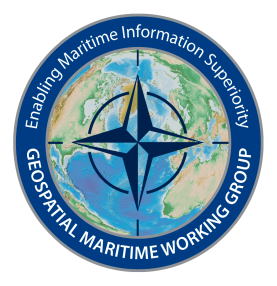 Enabling Maritime Information Superiority
GEOSPATIAL MARITIME WORKING GROUP